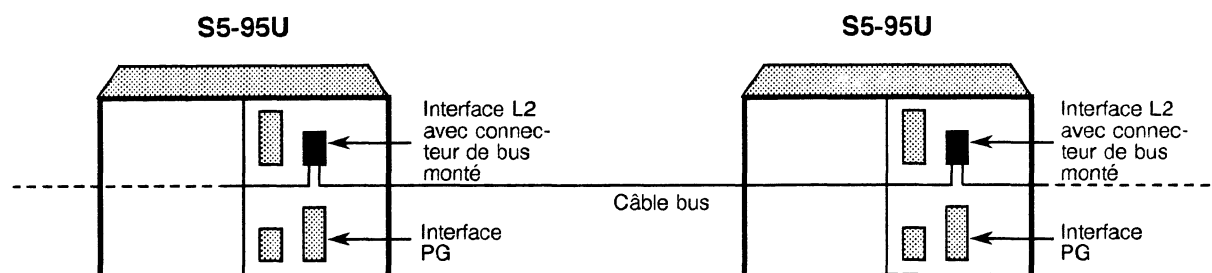 S5-95U
S5-95U
Interface L2
avec connec-
teur de bus
monté
Interface L2
avec connec-
teur de bus
monté
Câble bus
Interface
PG
Interface
PG